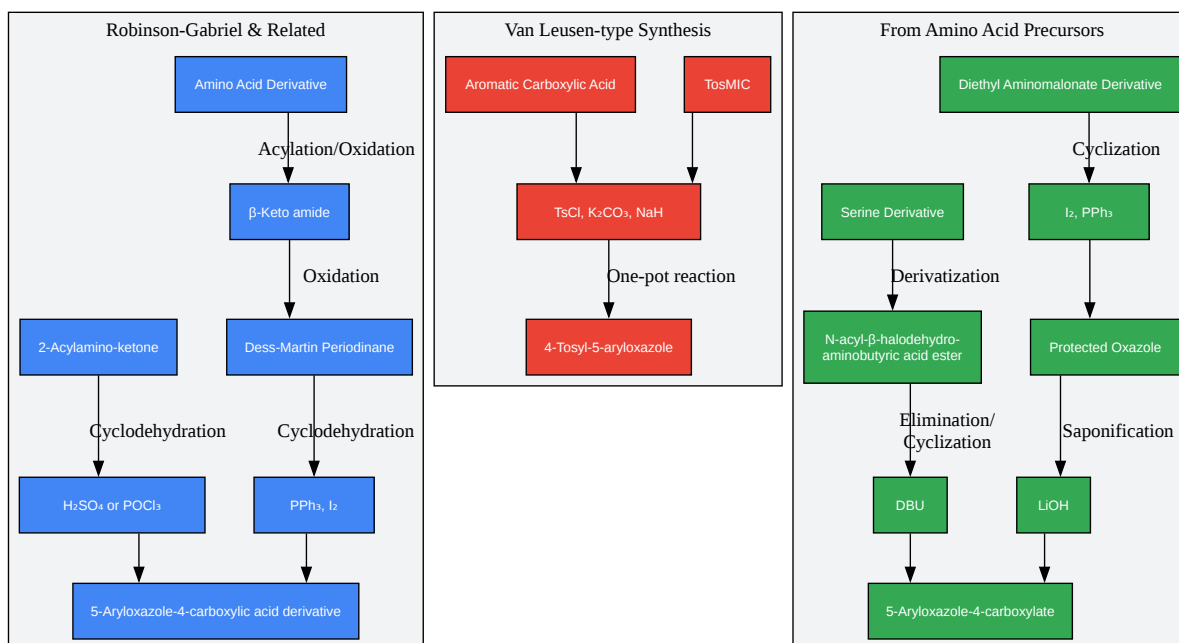 Robinson-Gabriel & Related
Amino Acid Derivative
Acylation/Oxidation
β-Keto amide
Oxidation
2-Acylamino-ketone
Dess-Martin Periodinane
Cyclodehydration
Cyclodehydration
H₂SO₄ or POCl₃
PPh₃, I₂
5-Aryloxazole-4-carboxylic acid derivative
Van Leusen-type Synthesis
Aromatic Carboxylic Acid
TosMIC
TsCl, K₂CO₃, NaH
One-pot reaction
4-Tosyl-5-aryloxazole
From Amino Acid Precursors
Diethyl Aminomalonate Derivative
Cyclization
Serine Derivative
I₂, PPh₃
Derivatization
N-acyl-β-halodehydro-
aminobutyric acid ester
Protected Oxazole
Elimination/
Cyclization
Saponification
DBU
LiOH
5-Aryloxazole-4-carboxylate